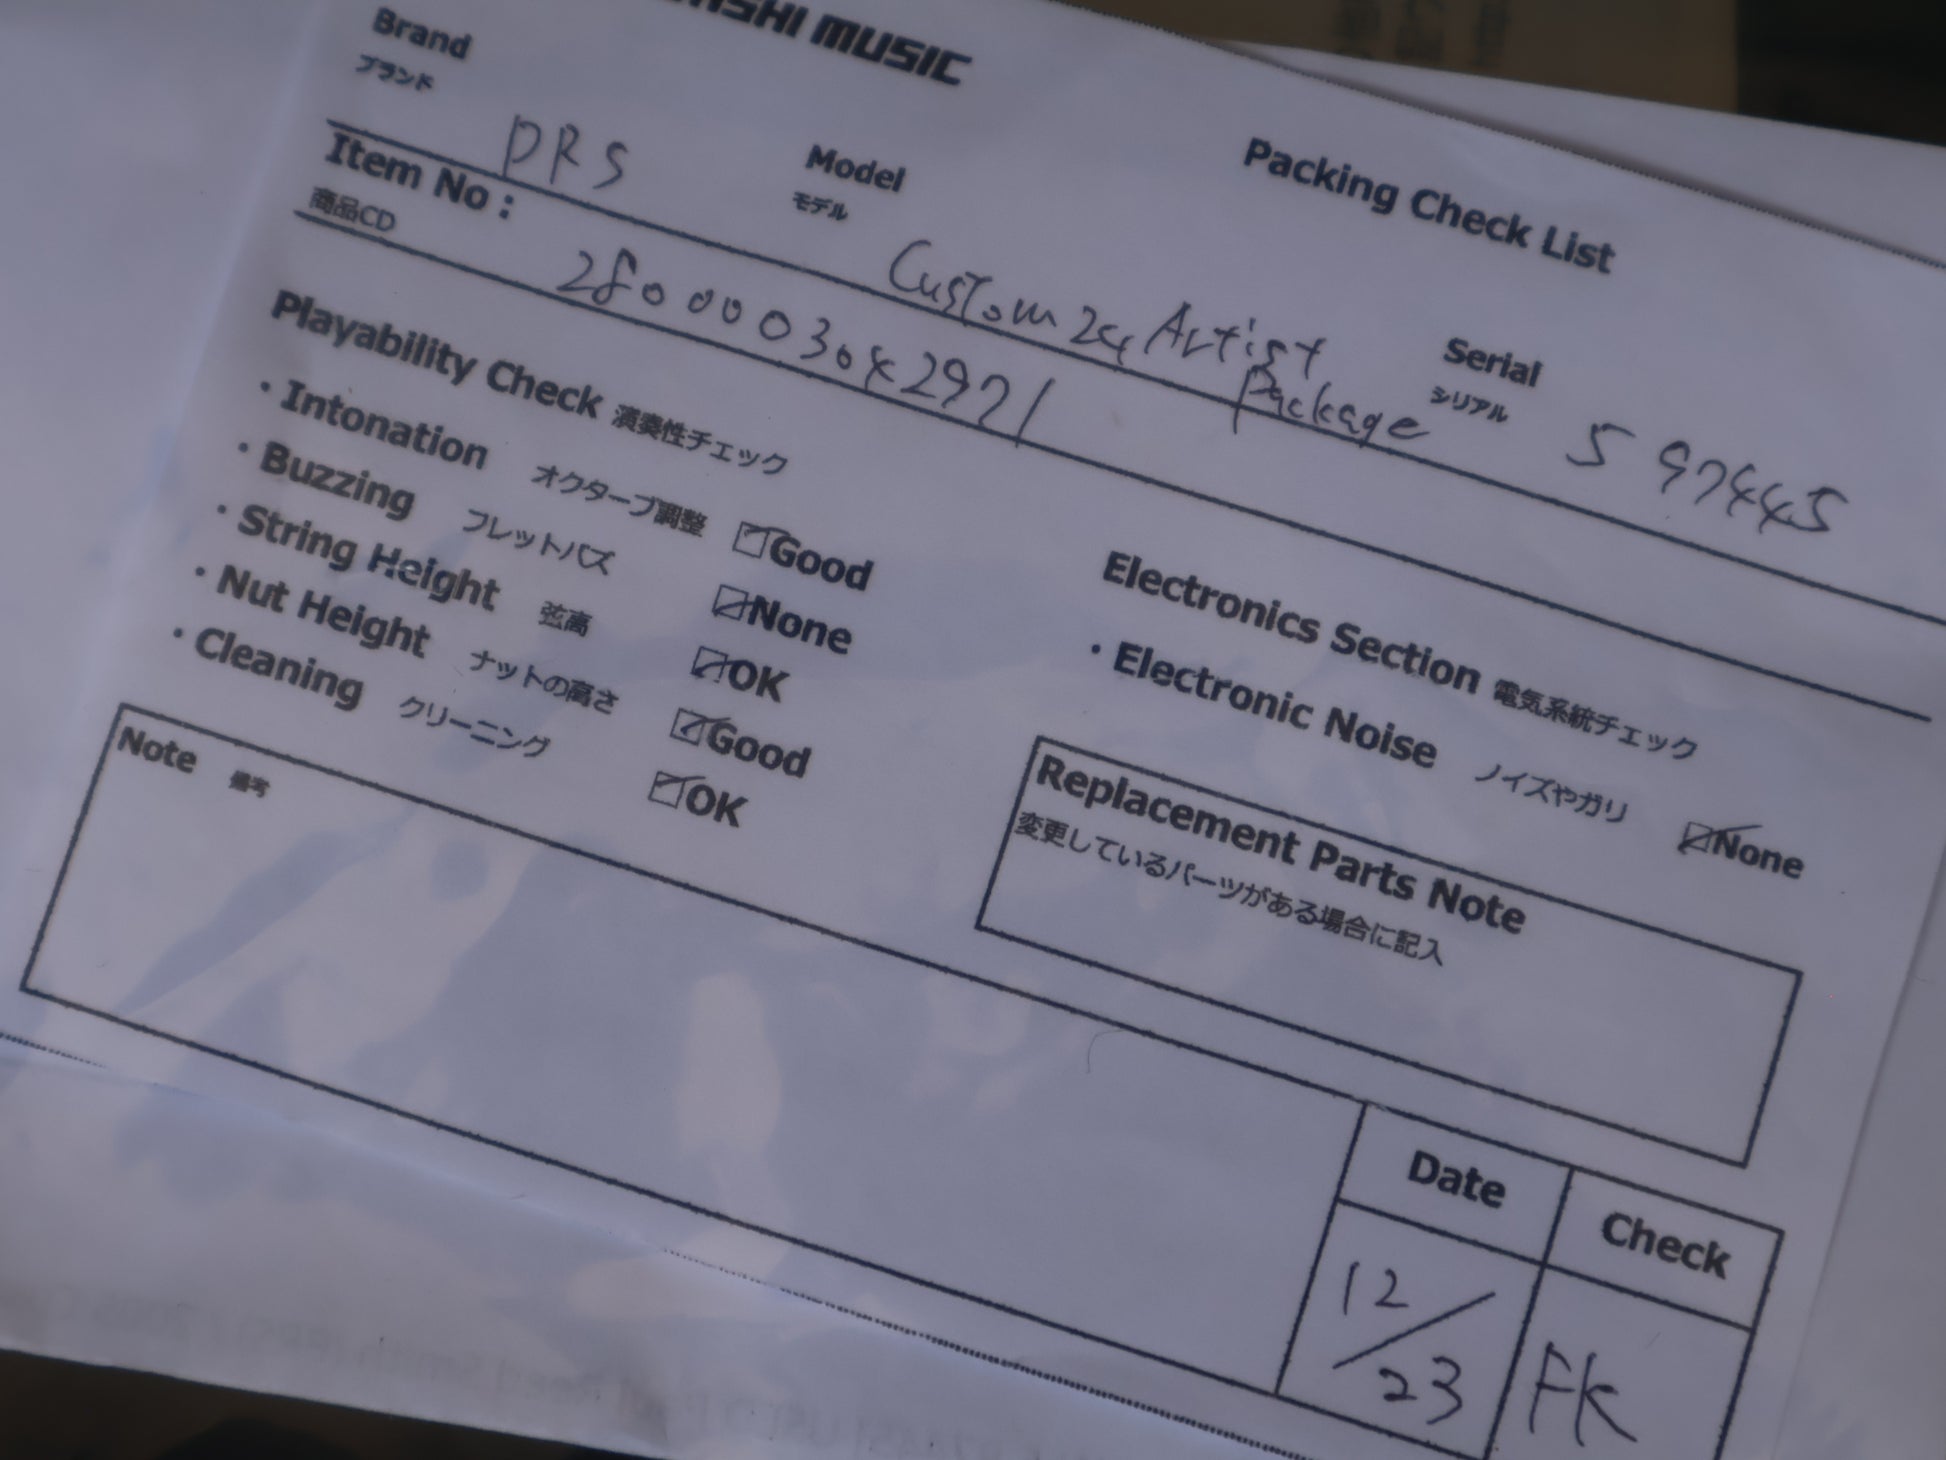 MUSIC
Packing Check List
Brand
ブランド
PRS
Model
モデル
Custom 24 Artist
Package
Serial
シリアル
5 97445
Item No :
商品CD
2800003042971
Playability Check 演奏性チェック
・Intonation オクターブ調整 Good
・Buzzing フレットバズ None
・String Height 弦高 OK
・Nut Height ナットの高さ Good
・Cleaning クリーニング OK
Electronics Section 電気系統チェック
・Electronic Noise ノイズやガリ None
Replacement Parts Note
変更しているパーツがある場合に記入
Note 備考
Date
Check
12/23
FK